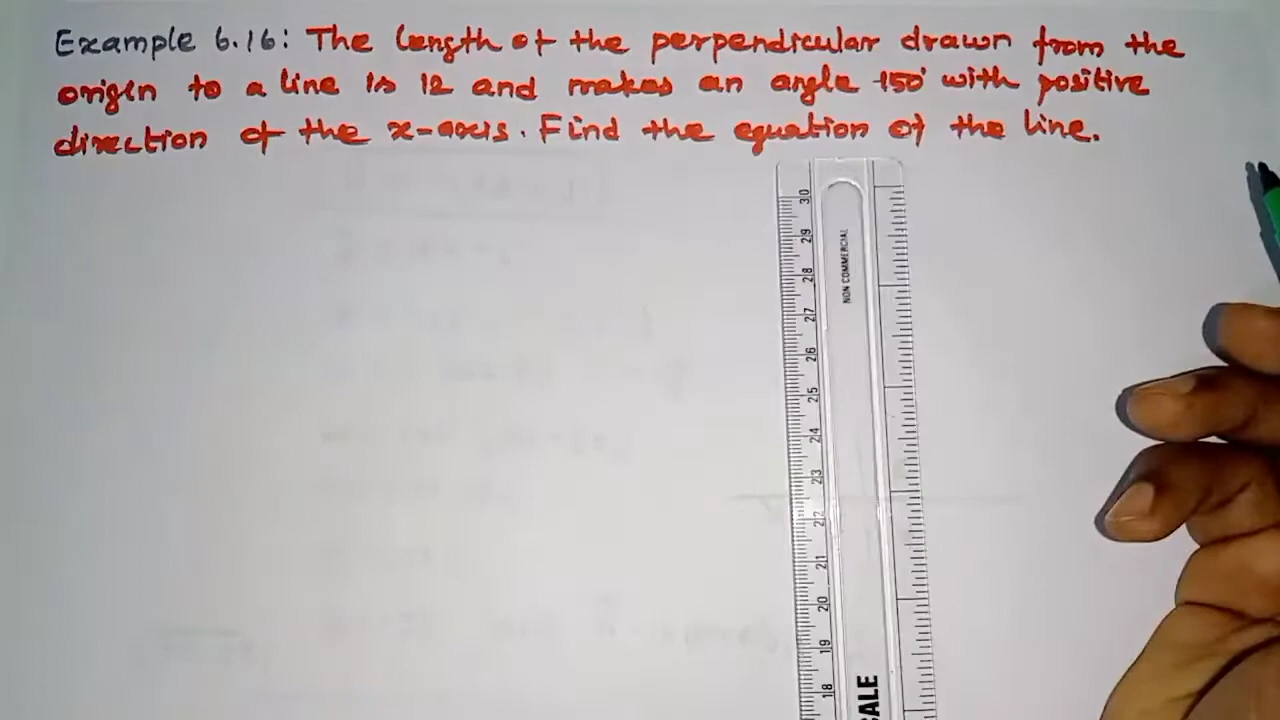 Example 6.16: The length of the perpendicular drawn from the
origin to a line is 12 and makes an angle 150° with positive
direction of the x-axis. Find the equation of the line.
30
29
28
27
26
25
24
23
22
21
20
19
18
NON COMMERCIAL
CALE